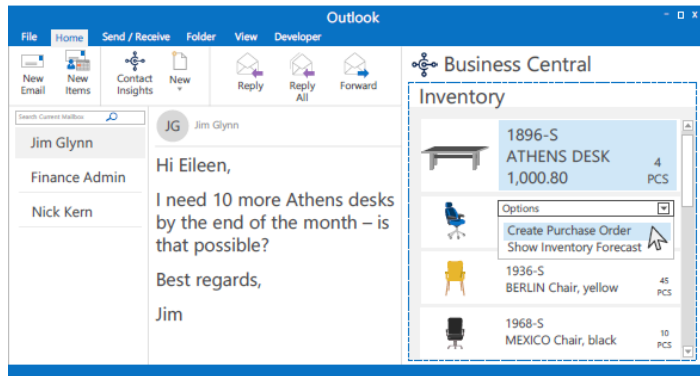 Outlook
File Home Send / Receive Folder View Developer
New Email
New Items
Contact Insights
New
Reply
Reply All
Forward
Search Current Mailbox
Jim Glynn
Finance Admin
Nick Kern
JG Jim Glynn
Hi Eileen,
I need 10 more Athens desks
by the end of the month – is
that possible?
Best regards,
Jim
Business Central
Inventory
1896-S
ATHENS DESK 4
1,000.80 PCS
Options
Create Purchase Order
Show Inventory Forecast
1936-S
BERLIN Chair, yellow 45
PCS
1968-S
MEXICO Chair, black 10
PCS